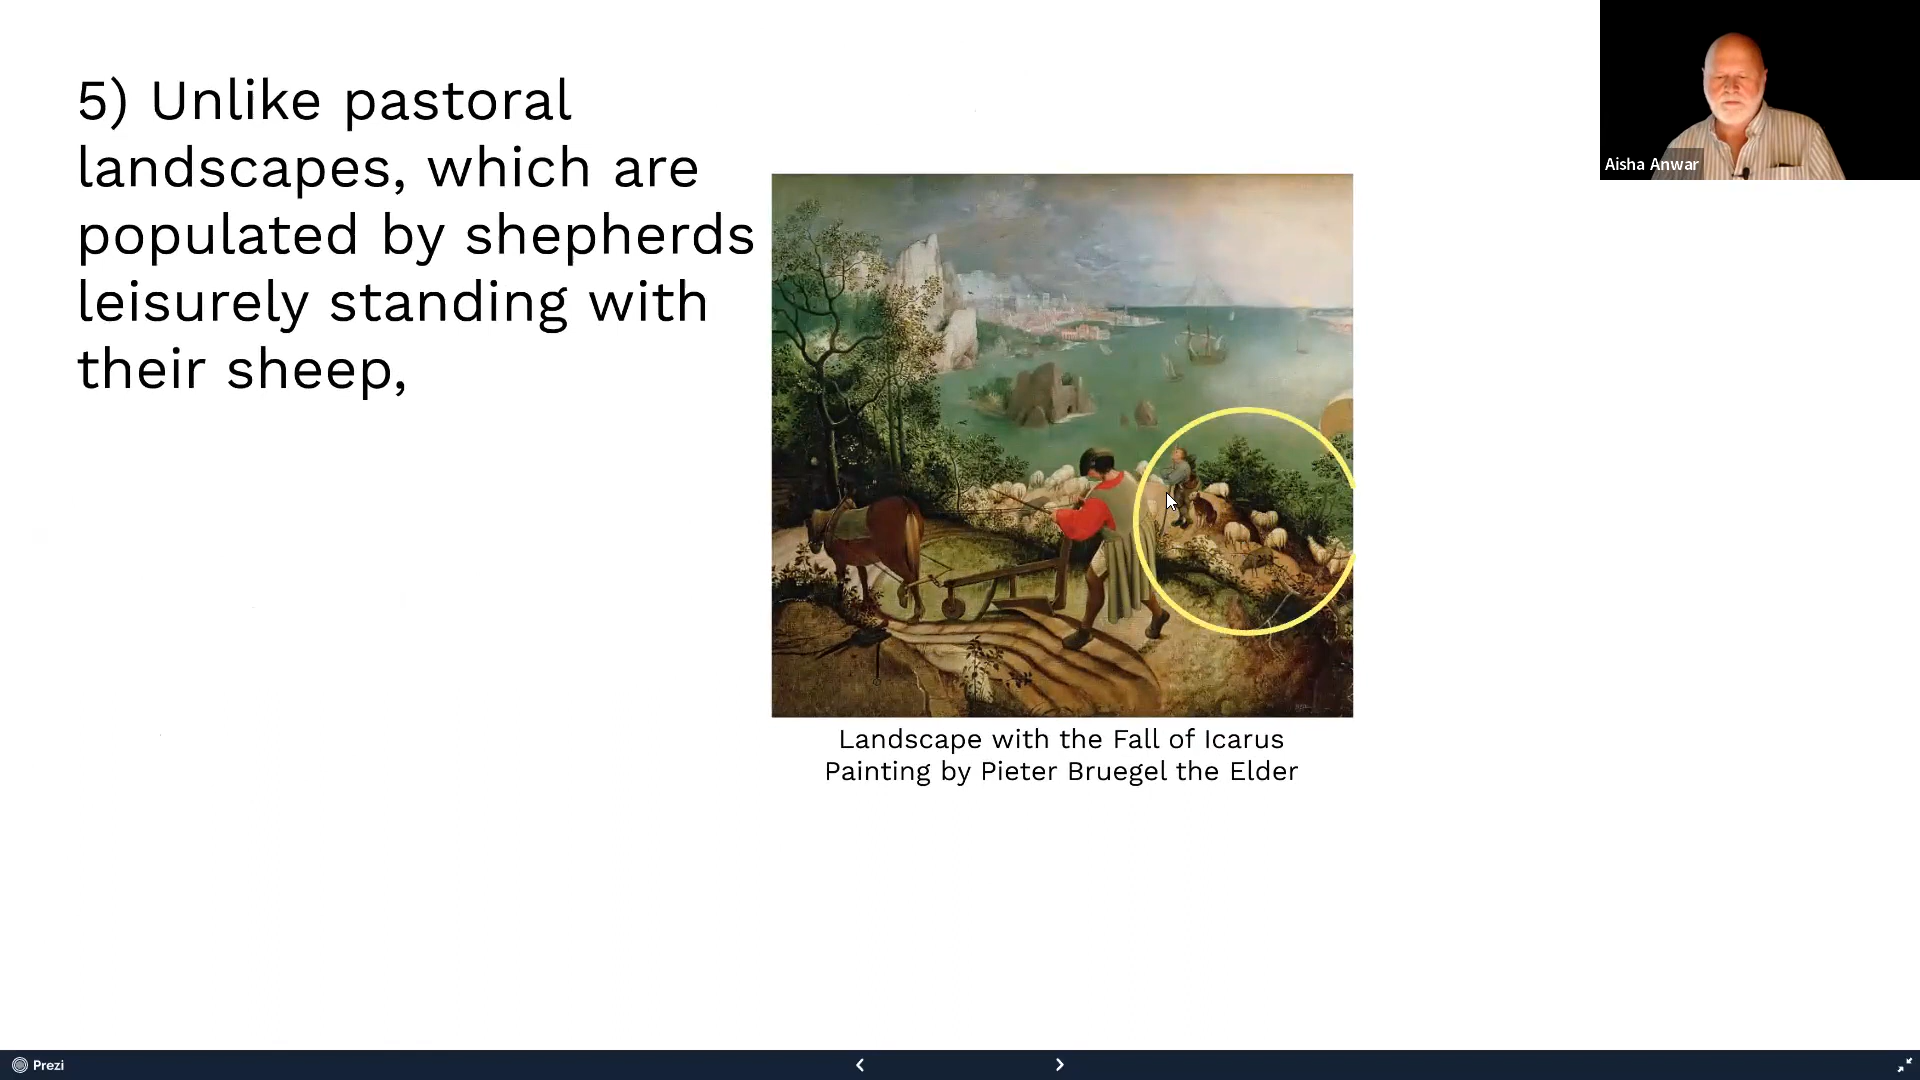 5) Unlike pastoral
landscapes, which are
populated by shepherds
leisurely standing with
their sheep,
Aisha Anwar
Landscape with the Fall of Icarus
Painting by Pieter Bruegel the Elder
Prezi